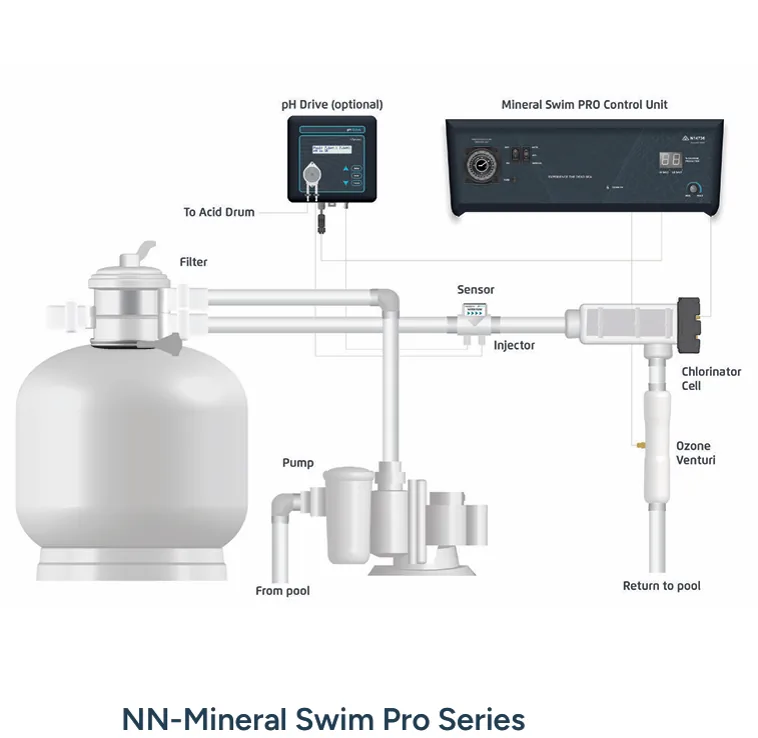 pH Drive (optional)
Mineral Swim PRO Control Unit
To Acid Drum
Filter
Sensor
Injector
Chlorinator
Cell
Pump
Ozone
Venturi
From pool
Return to pool
NN-Mineral Swim Pro Series